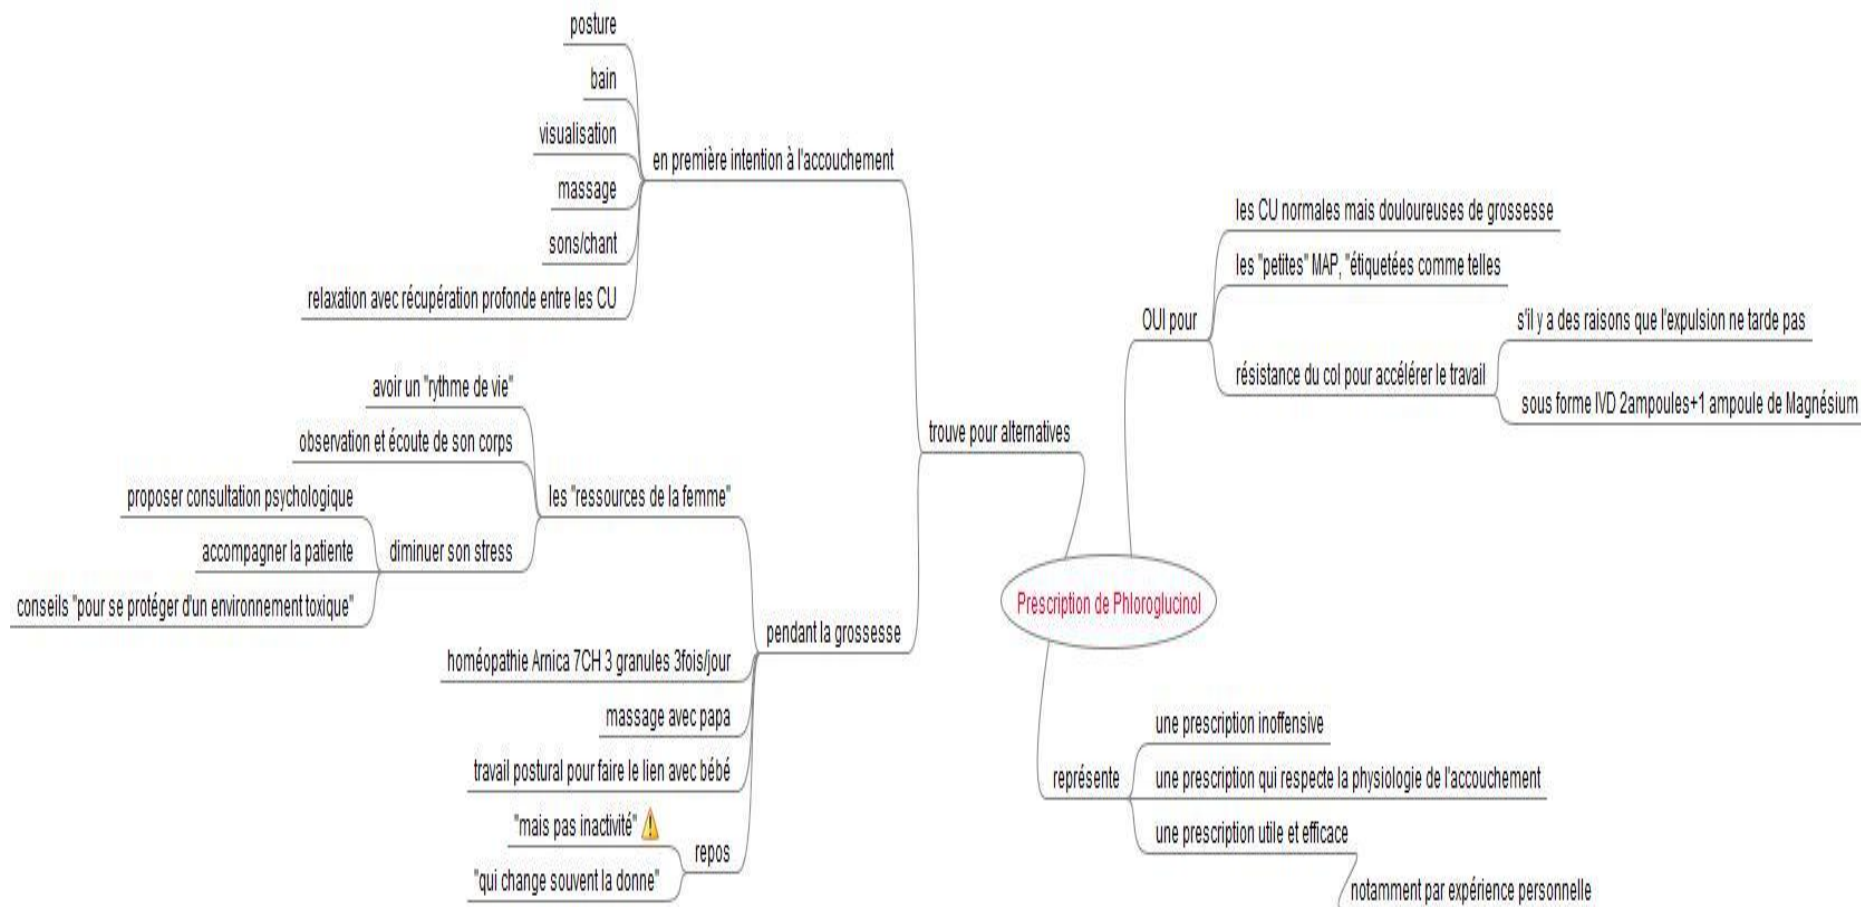 posture
bain
visualisation
massage
sons/chant
relaxation avec récupération profonde entre les CU
en première intention à l'accouchement
avoir un "rythme de vie"
observation et écoute de son corps
proposer consultation psychologique
accompagner la patiente
conseils "pour se protéger d'un environnement toxique"
diminuer son stress
les "ressources de la femme"
homéopathie Arnica 7CH 3 granules 3fois/jour
massage avec papa
travail postural pour faire le lien avec bébé
"mais pas inactivité"
"qui change souvent la donne"
repos
pendant la grossesse
trouve pour alternatives
Prescription de Phloroglucinol
OUI pour
les CU normales mais douloureuses de grossesse
les "petites" MAP, "étiquetées comme telles
résistance du col pour accélérer le travail
s'il y a des raisons que l'expulsion ne tarde pas
sous forme IVD 2ampoules+1 ampoule de Magnésium
représente
une prescription inoffensive
une prescription qui respecte la physiologie de l'accouchement
une prescription utile et efficace
notamment par expérience personnelle